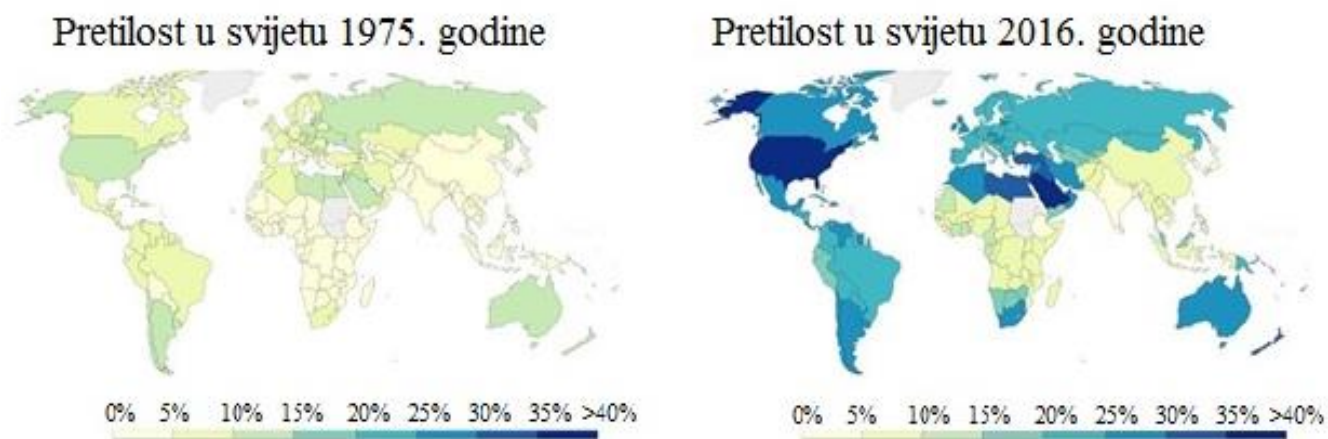 Pretilost u svijetu 1975. godine
Pretilost u svijetu 2016. godine
0% 5% 10% 15% 20% 25% 30% 35% >40%
0% 5% 10% 15% 20% 25% 30% 35% >40%